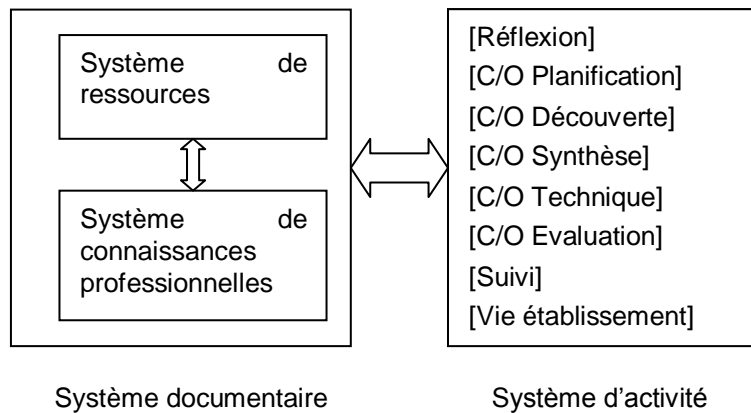 Système de
ressources
Système de
connaissances
professionnelles
[Réflexion]
[C/O Planification]
[C/O Découverte]
[C/O Synthèse]
[C/O Technique]
[C/O Evaluation]
[Suivi]
[Vie établissement]
Système documentaire
Système d’activité